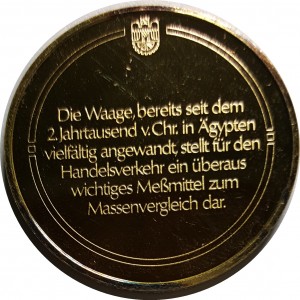 Die Waage, bereits seit dem
2. Jahrtausend v. Chr. in Ägypten
vielfältig angewandt, stellt für den
Handelsverkehr ein überaus
wichtiges Meßmittel zum
Massenvergleich dar.